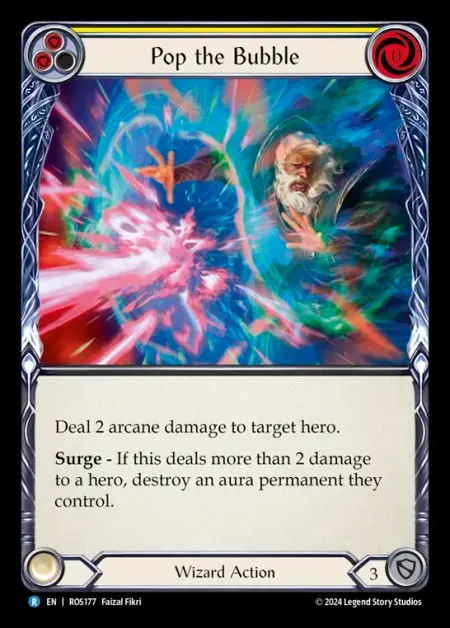 Pop the Bubble
0
Deal 2 arcane damage to target hero.
Surge - If this deals more than 2 damage
to a hero, destroy an aura permanent they
control.
Wizard Action
3
R EN | ROS177 Faizal Fikri
© 2024 Legend Story Studios